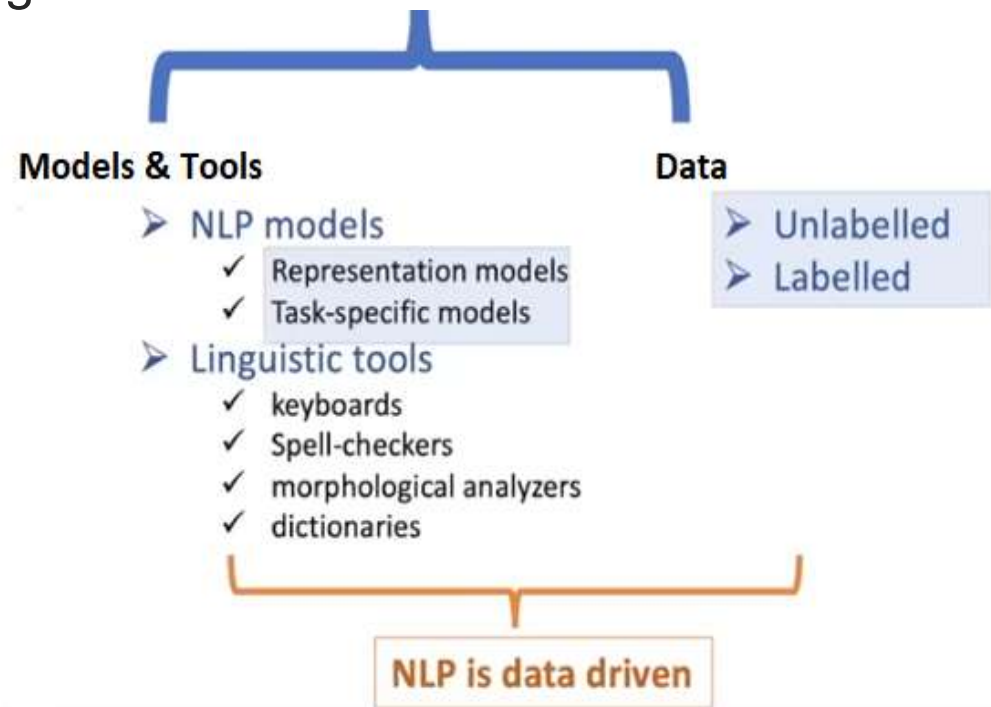 g
Models & Tools
➢ NLP models
✓ Representation models
✓ Task-specific models
➢ Linguistic tools
✓ keyboards
✓ Spell-checkers
✓ morphological analyzers
✓ dictionaries
Data
➢ Unlabelled
➢ Labelled
NLP is data driven